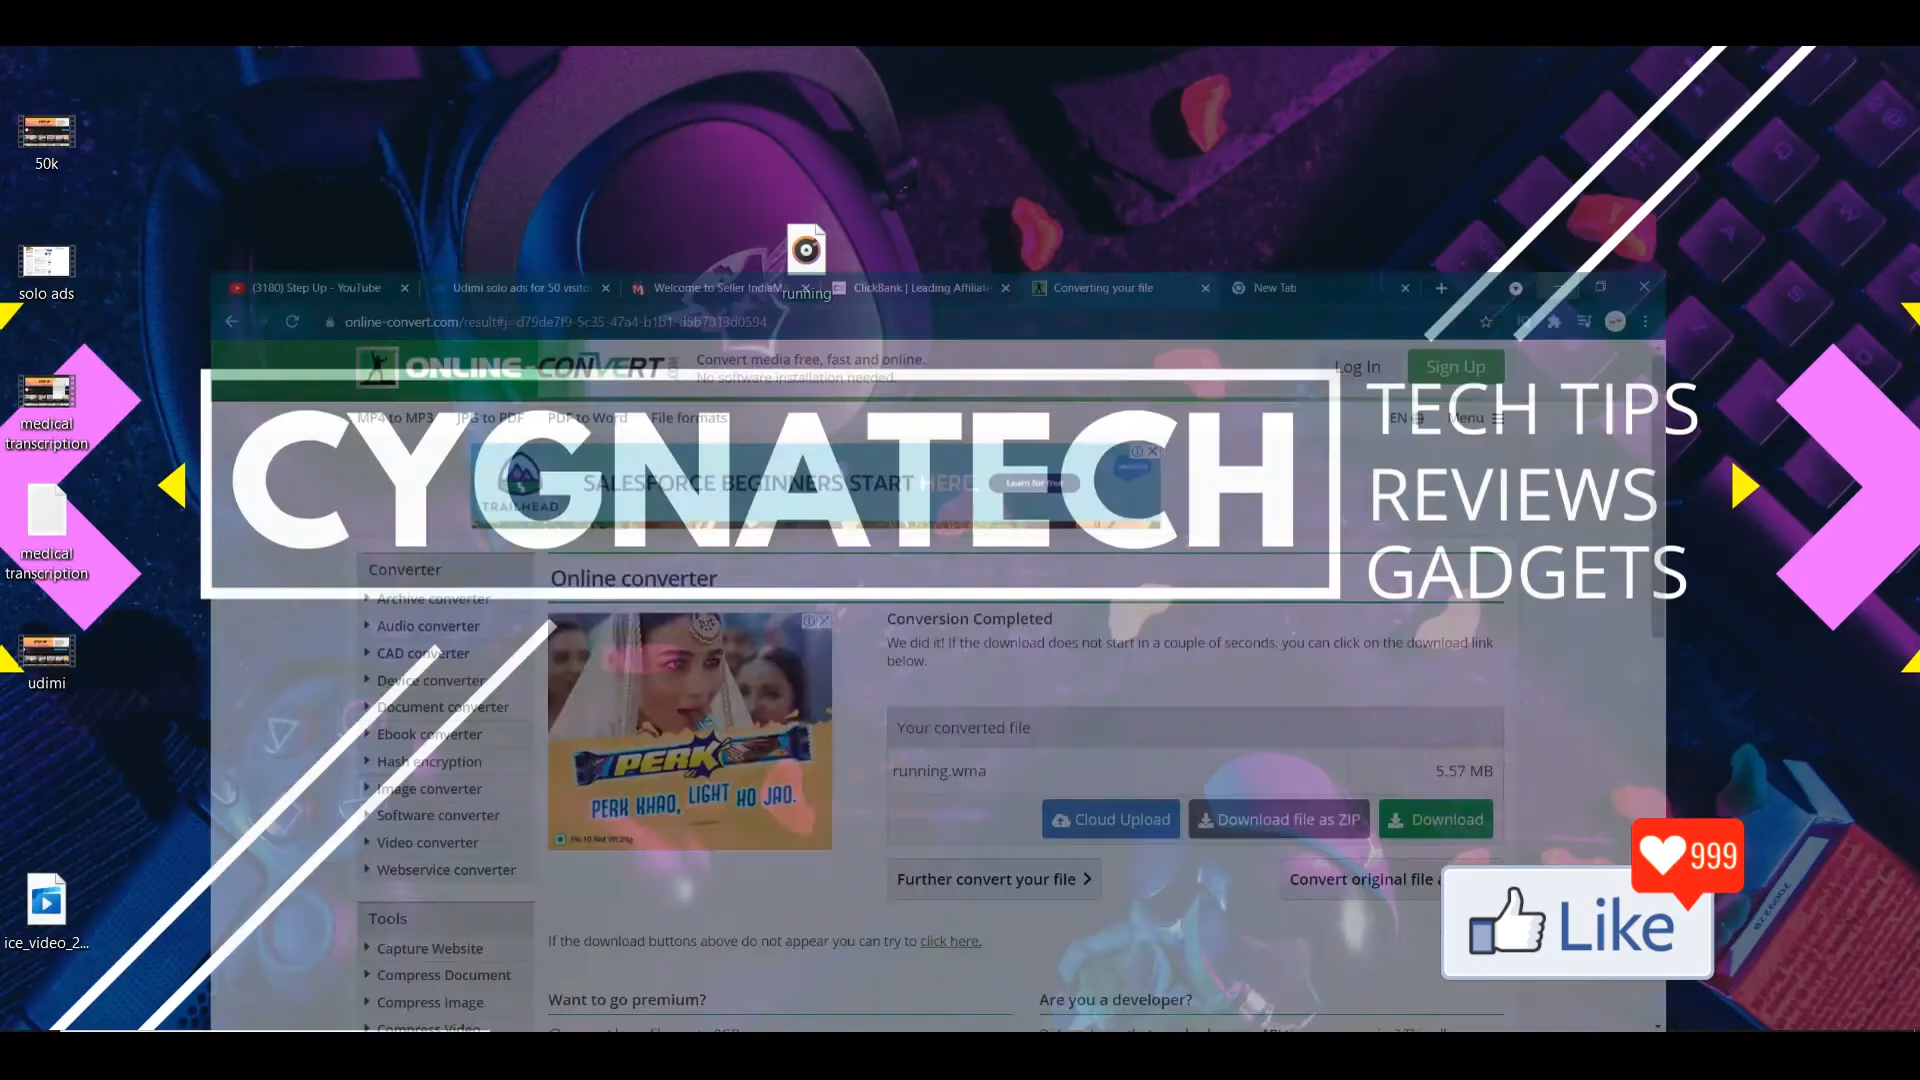 50k
solo ads
medical
transcription
medical
transcription
udimi
ice_video_2...
running
(3180) Step Up - YouTube
Udimi solo ads for 50 visito
Welcome to Seller IndiaM
ClickBank | Leading Affiliate
Converting your file
New Tab
online-convert.com/result#j=d79de7f9-5c35-47a4-b1b1-d5b7813d0594
ONLINE-CONVERT
Convert media free, fast and online.
No software installation needed.
Log In
Sign Up
MP4 to MP3
JPG to PDF
PDF to Word
File formats
EN
Menu
CYGNATECH
TECH TIPS
REVIEWS
GADGETS
TRAILHEAD
SALESFORCE BEGINNERS START HERE.
Learn for free
Converter
Archive converter
Audio converter
CAD converter
Device converter
Document converter
Ebook converter
Hash encryption
Image converter
Software converter
Video converter
Webservice converter
Tools
Capture Website
Compress Document
Compress Image
Compress Video
Online converter
PERK
PERK KHAO, LIGHT HO JAO.
Conversion Completed
We did it! If the download does not start in a couple of seconds, you can click on the download link
below.
Your converted file
running.wma
5.57 MB
Cloud Upload
Download file as ZIP
Download
Further convert your file
Convert original file
If the download buttons above do not appear you can try to click here.
Want to go premium?
Are you a developer?
999
Like